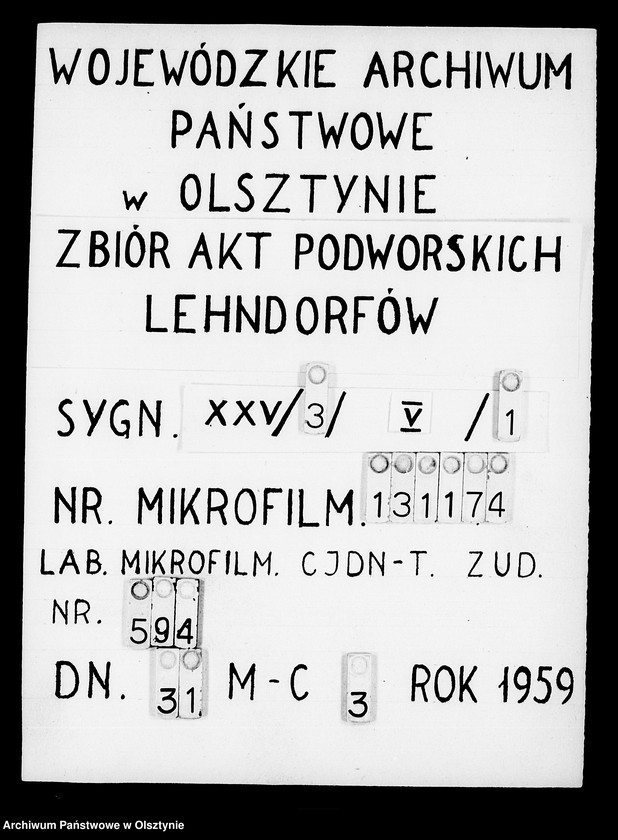 WOJEWÓDZKIE ARCHIWUM
PAŃSTWOWE
w OLSZTYNIE
ZBIÓR AKT PODWORSKICH
LEHNDORFÓW
SYGN. XXV/3/ V /1
NR. MIKROFILM. 131174
LAB. MIKROFILM. CJDN-T. ZUD.
NR. 594
DN. 31 M-C 3 ROK 1959
Archiwum Państwowe w Olsztynie